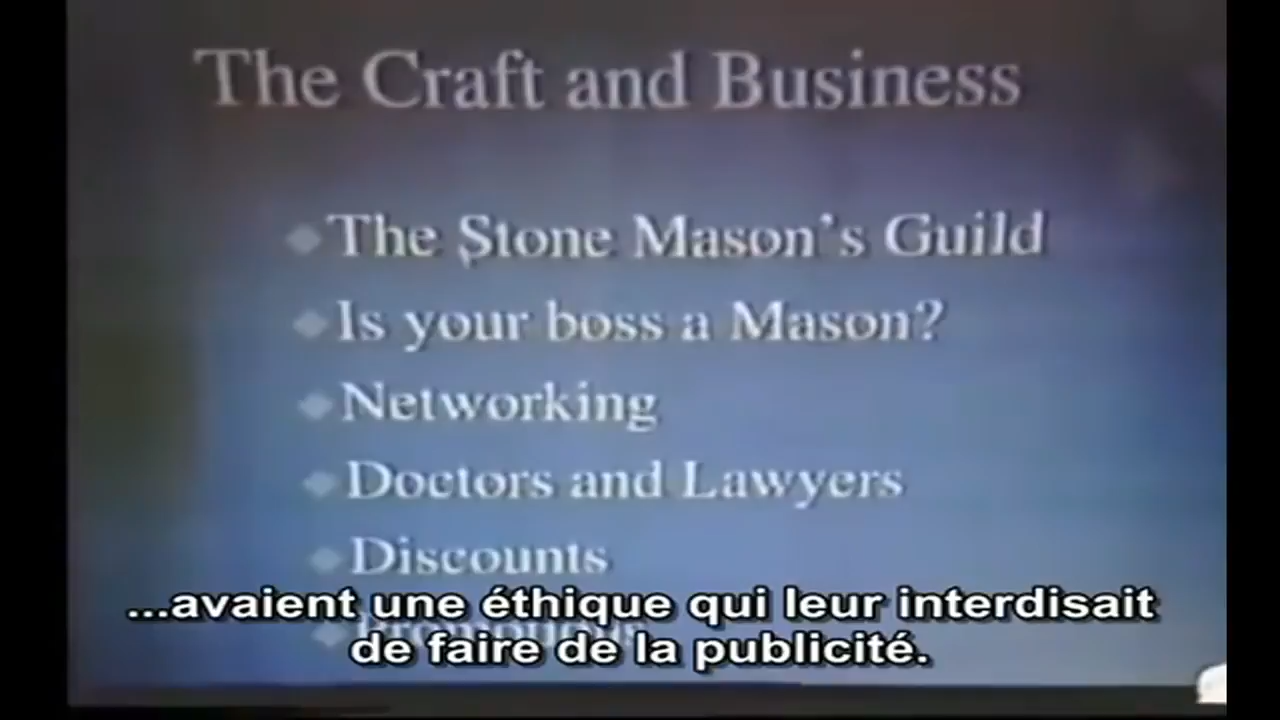 The Craft and Business
The Stone Mason's Guild
Is your boss a Mason?
Networking
Doctors and Lawyers
Discounts
Promotions
...avaient une éthique qui leur interdisait
de faire de la publicité.